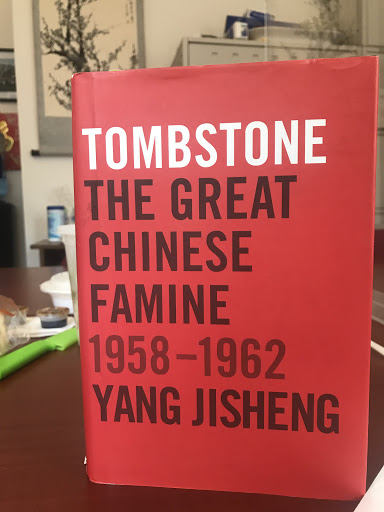 TOMBSTONE
THE GREAT
CHINESE
FAMINE
1958–1962
YANG JISHENG